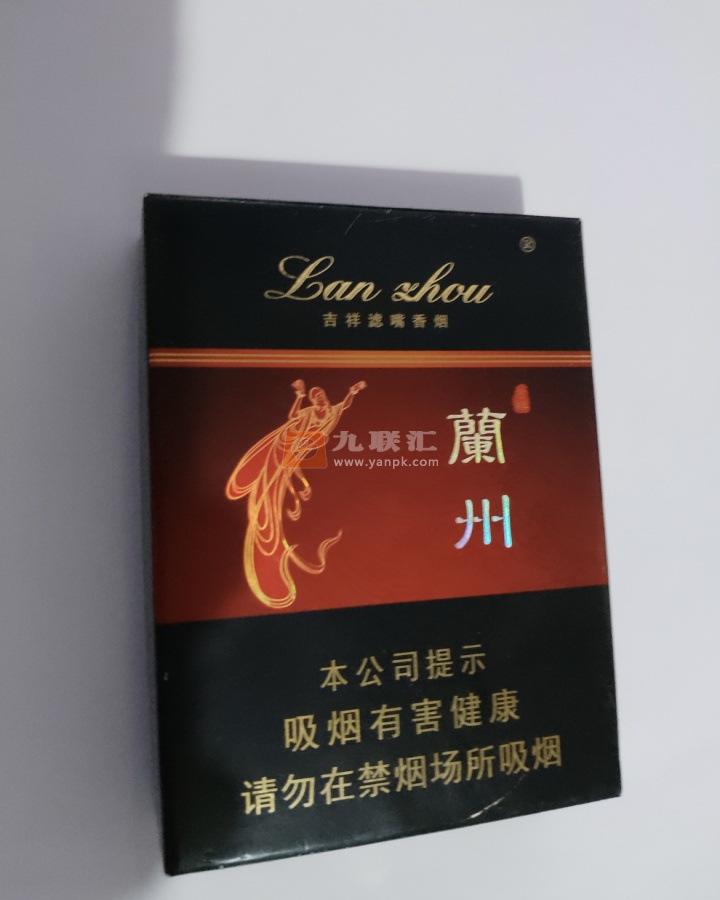 Lan zhou
吉祥滤嘴香烟
蘭
州
九联汇
www.yanpk.com
本公司提示
吸烟有害健康
请勿在禁烟场所吸烟